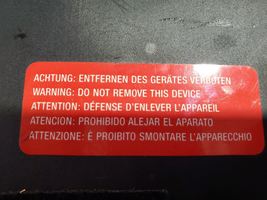 ACHTUNG: ENTFERNEN DES GERÄTES VERBOTEN
WARNING: DO NOT REMOVE THIS DEVICE
ATTENTION: DÉFENSE D'ENLEVER L'APPAREIL
ATENCION: PROHIBIDO ALEJAR EL APARATO
ATTENZIONE: È PROIBITO SMONTARE L'APPARECCHIO